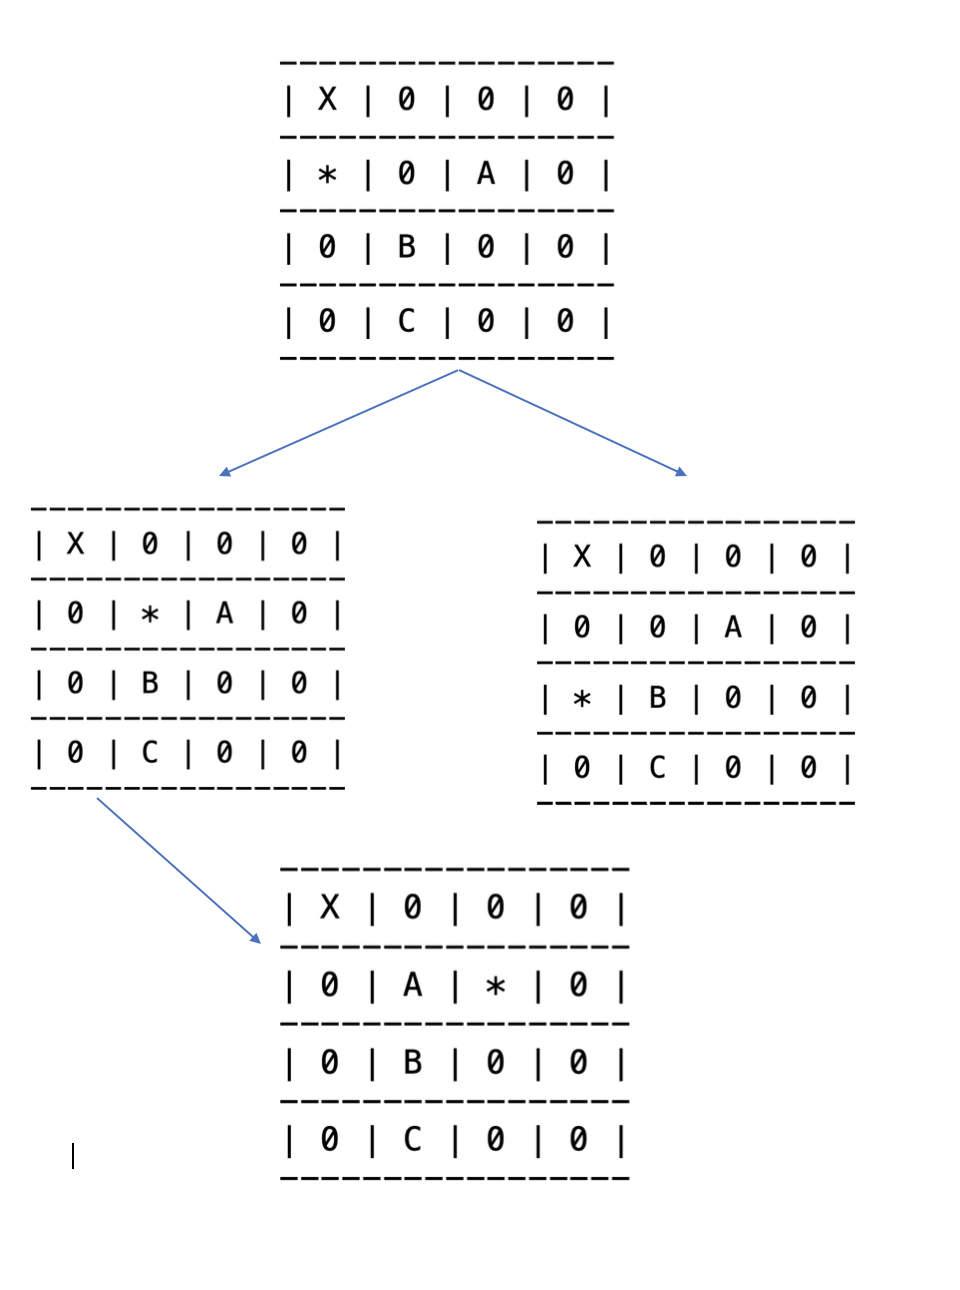 -----------------
| X | 0 | 0 | 0 |
-----------------
| * | 0 | A | 0 |
-----------------
| 0 | B | 0 | 0 |
-----------------
| 0 | C | 0 | 0 |
-----------------
-----------------
| X | 0 | 0 | 0 |
-----------------
| 0 | * | A | 0 |
-----------------
| 0 | B | 0 | 0 |
-----------------
| 0 | C | 0 | 0 |
-----------------
-----------------
| X | 0 | 0 | 0 |
-----------------
| 0 | 0 | A | 0 |
-----------------
| * | B | 0 | 0 |
-----------------
| 0 | C | 0 | 0 |
-----------------
-----------------
| X | 0 | 0 | 0 |
-----------------
| 0 | A | * | 0 |
-----------------
| 0 | B | 0 | 0 |
-----------------
| 0 | C | 0 | 0 |
-----------------